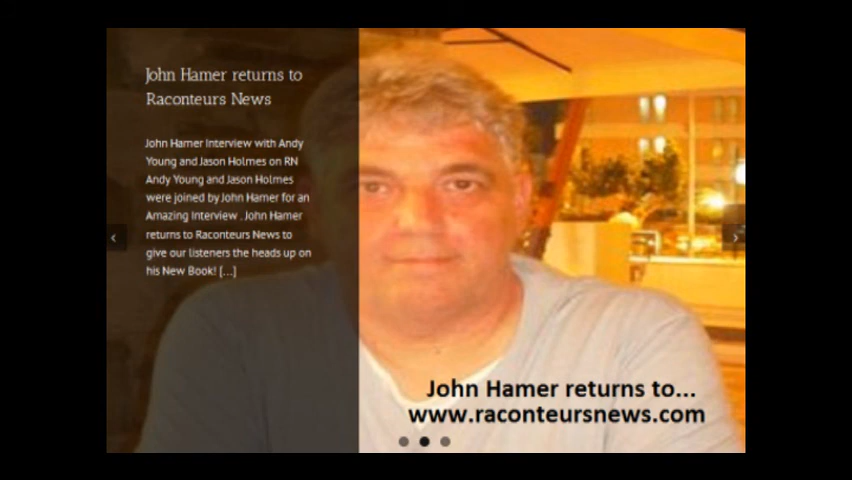 John Hamer returns to
Raconteurs News
John Hamer Interview with Andy
Young and Jason Holmes on RN
Andy Young and Jason Holmes
were joined by John Hamer for an
Amazing Interview . John Hamer
returns to Raconteurs News to
give our listeners the heads up on
his New Book! [...]
John Hamer returns to...
www.raconteursnews.com